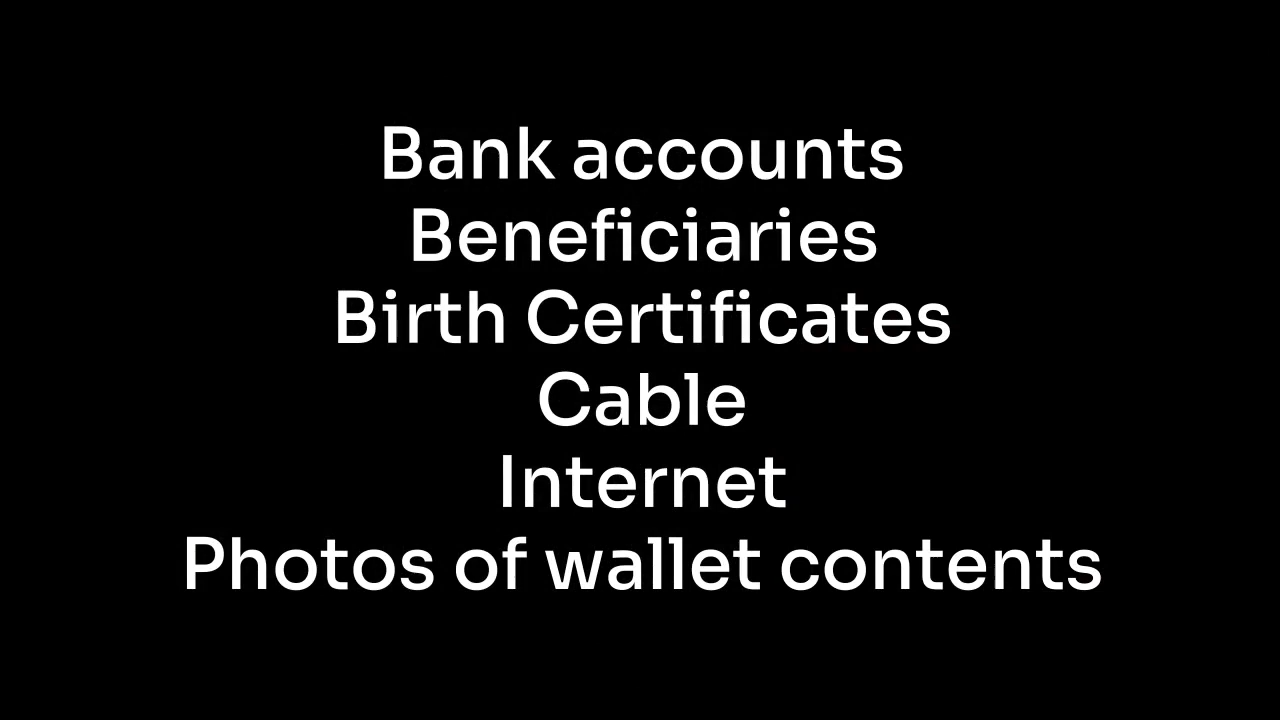 Bank accounts
Beneficiaries
Birth Certificates
Cable
Internet
Photos of wallet contents